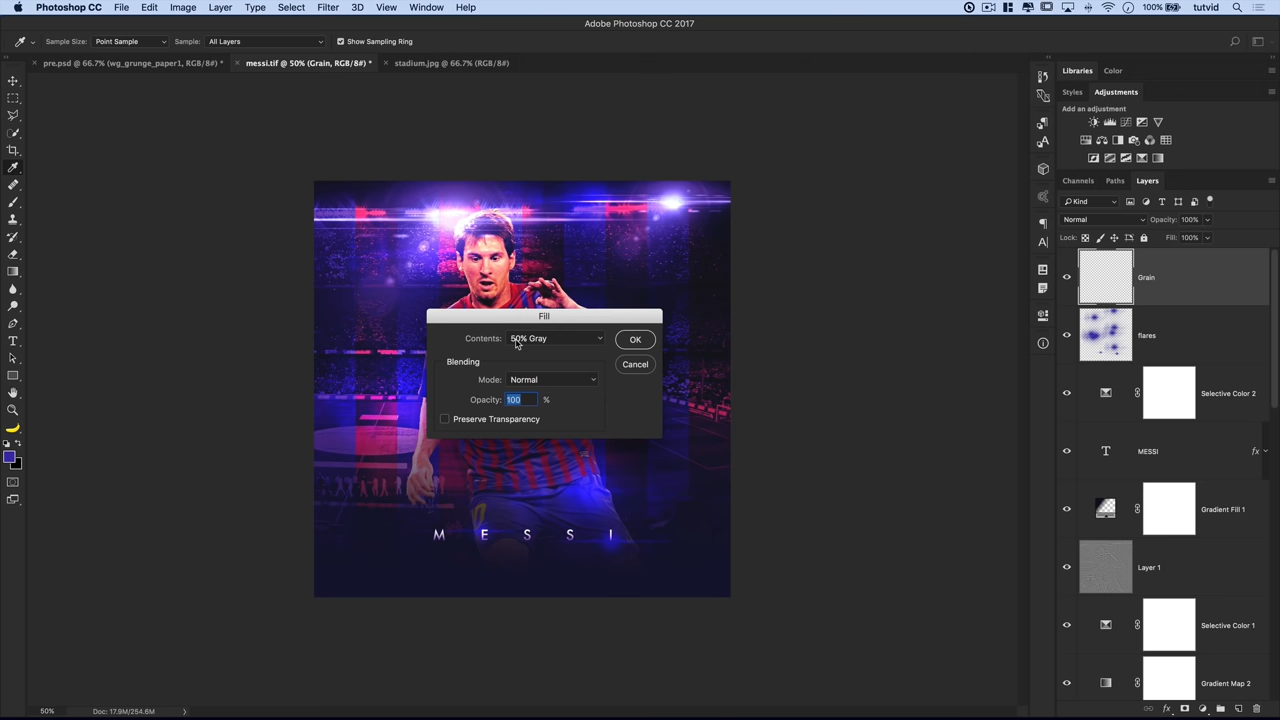 Photoshop CC File Edit Image Layer Type Select Filter 3D View Window Help 100% tutvid
Adobe Photoshop CC 2017
Sample Size: Point Sample Sample: All Layers Show Sampling Ring
pre.psd @ 66.7% (wg_grunge_paper1, RGB/8#) * messi.tif @ 50% (Grain, RGB/8#) * stadium.jpg @ 66.7% (RGB/8#)
Libraries Color
Styles Adjustments
Add an adjustment
Channels Paths Layers
Kind
Normal Opacity: 100%
Lock: Fill: 100%
Grain
flares
Selective Color 2
MESSI fx
Gradient Fill 1
Layer 1
Selective Color 1
Gradient Map 2
fx
Fill
Contents: 50% Gray OK
Blending Cancel
Mode: Normal
Opacity: 100 %
Preserve Transparency
M E S S I
50% Doc: 17.9M/254.6M